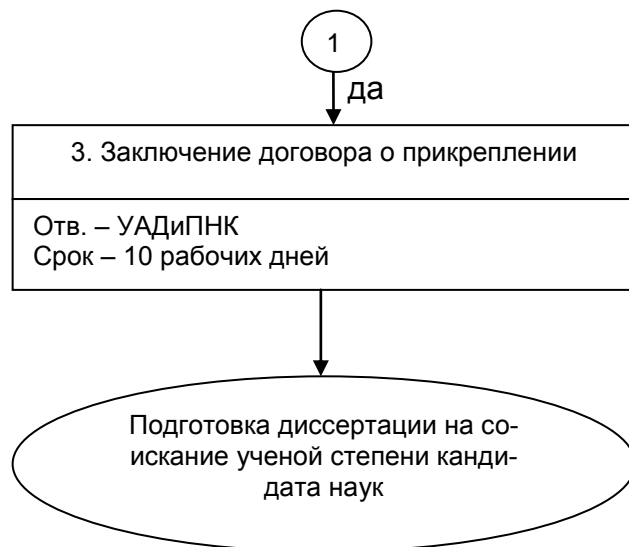 1
да
3. Заключение договора о прикреплении
Отв. – УАДиПНК
Срок – 10 рабочих дней
Подготовка диссертации на со-
искание ученой степени канди-
дата наук